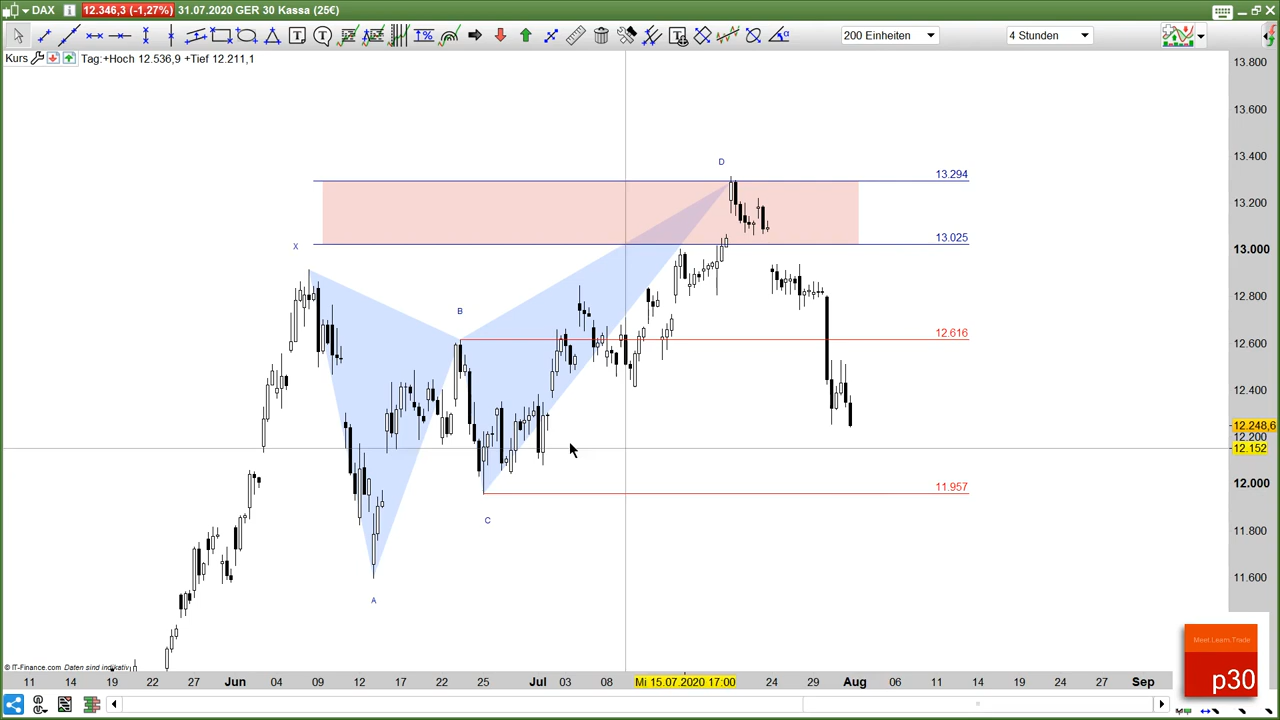 DAX 12.346,3 (-1,27%) 31.07.2020 GER 30 Kassa (25€)
200 Einheiten 4 Stunden
Kurs Tag:+Hoch 12.536,9 +Tief 12.211,1
13.800
13.600
13.400
D
13.294
13.200
13.025
X
13.000
12.800
B
12.616
12.600
12.400
12.248,6
12.200
12.152
11.957
12.000
C
11.800
11.600
A
Meet.Learn.Trade
p30
© IT-Finance.com Daten sind indikativ
11 14 19 22 27 Jun 04 09 12 17 22 25 Jul 03 08 Mi 15.07.2020 17:00 24 29 Aug 06 11 14 19 24 27 Sep